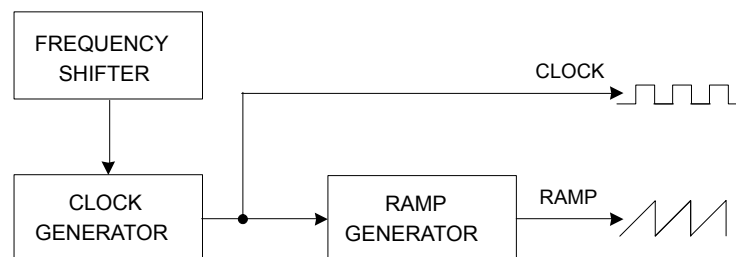 FREQUENCY
SHIFTER
CLOCK
CLOCK
GENERATOR
RAMP
GENERATOR
RAMP